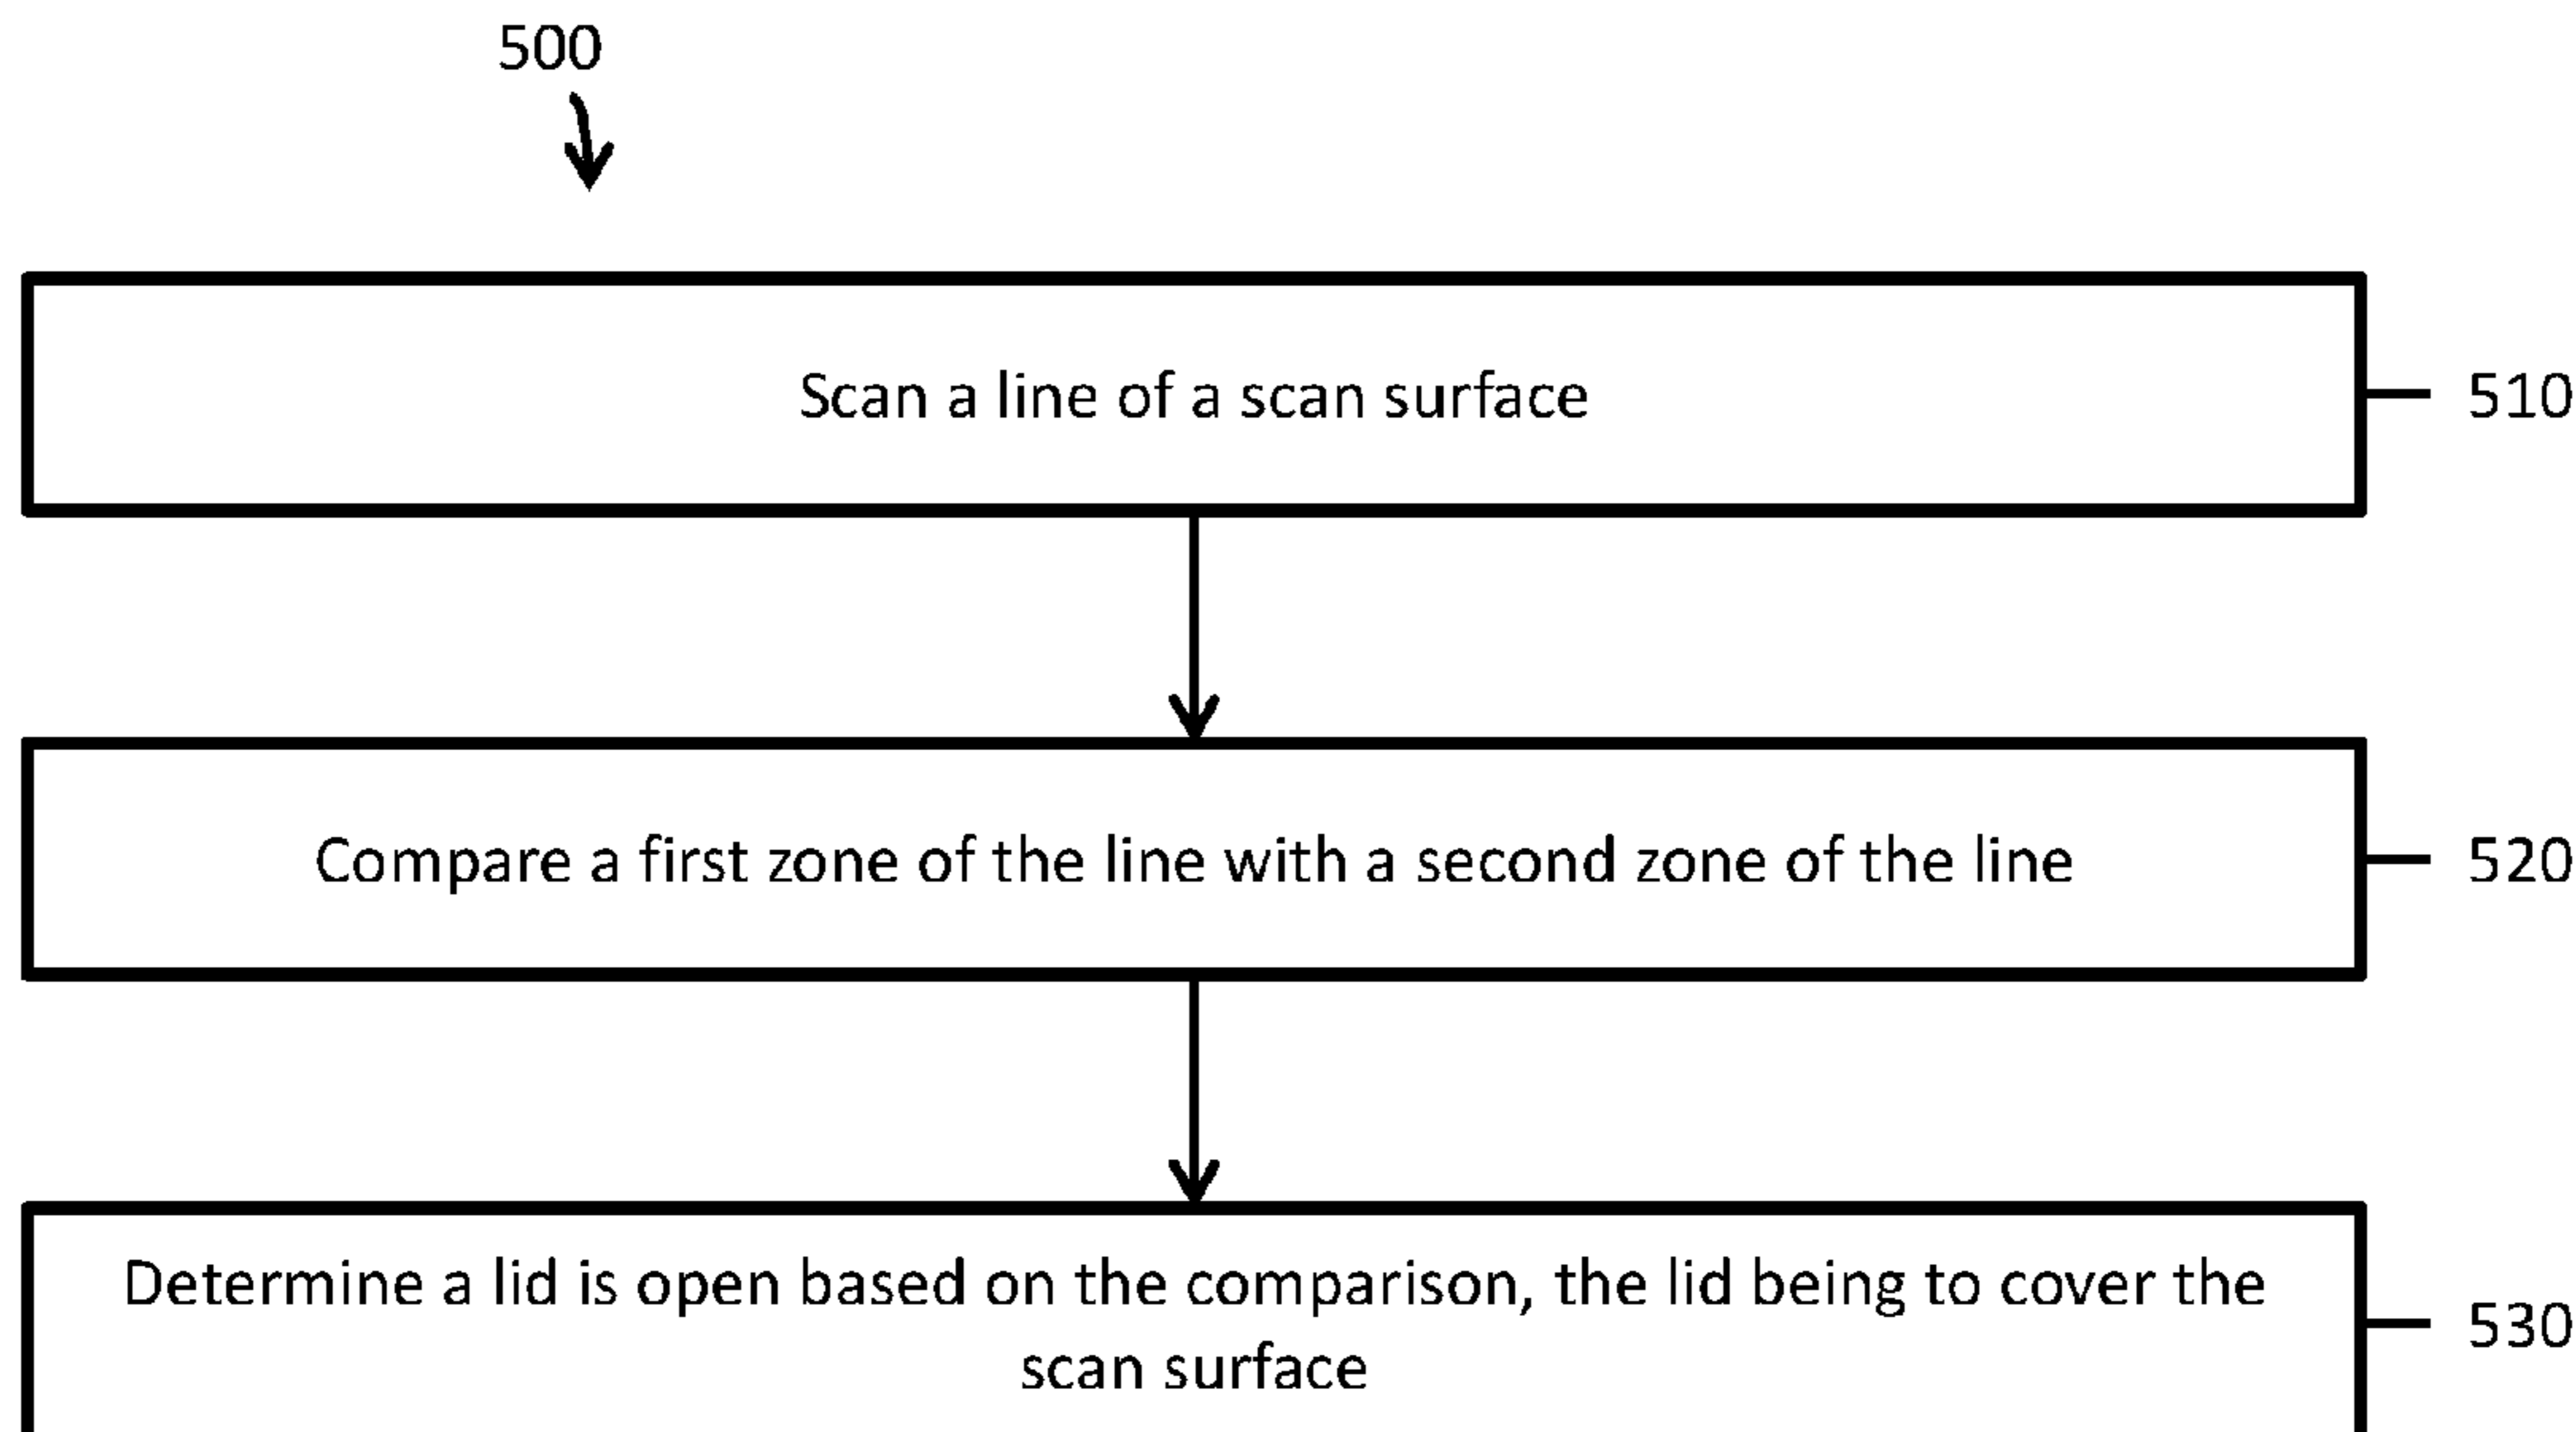 500
Scan a line of a scan surface
510
Compare a first zone of the line with a second zone of the line
520
Determine a lid is open based on the comparison, the lid being to cover the
scan surface
530